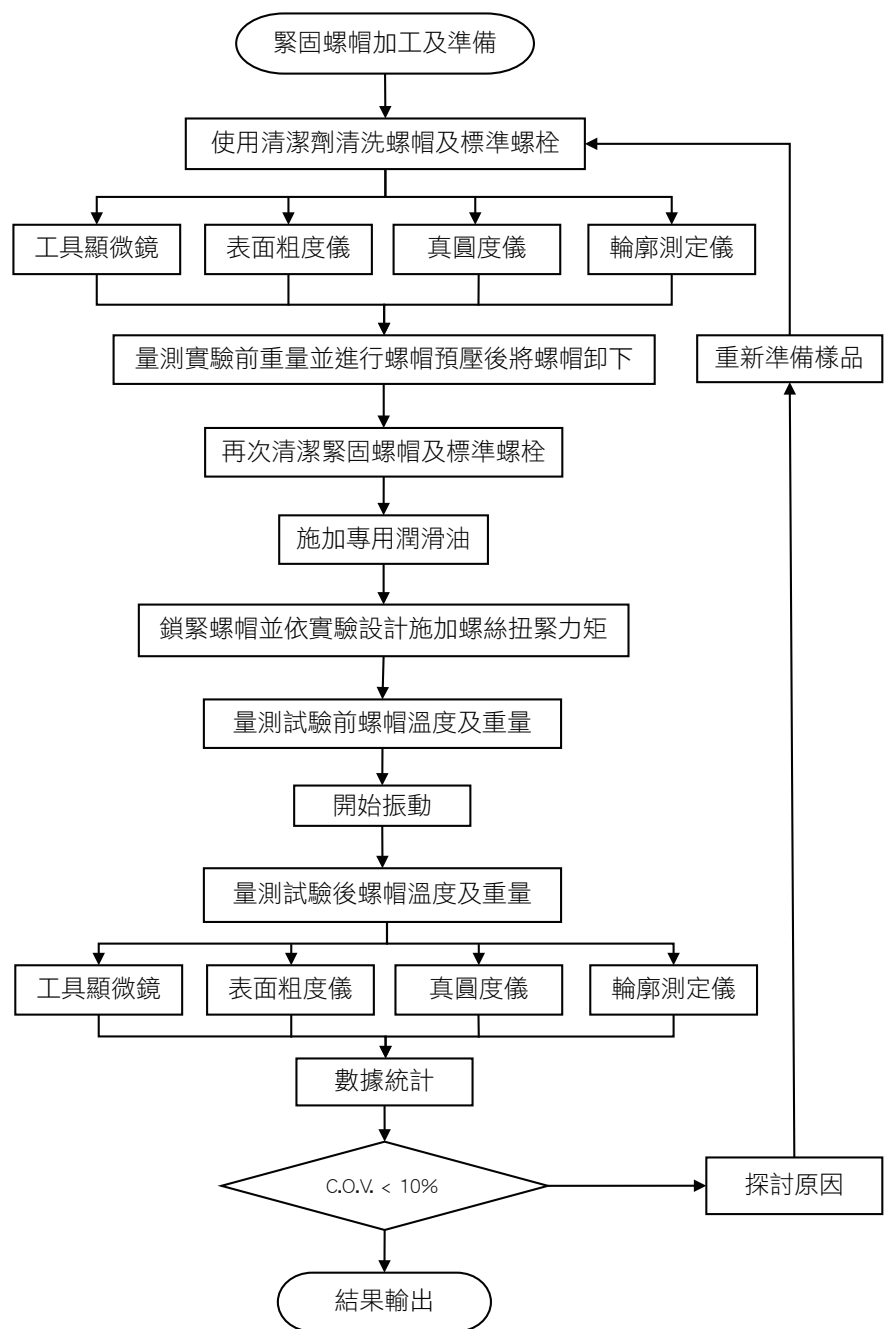 緊固螺帽加工及準備
使用清潔劑清洗螺帽及標準螺栓
工具顯微鏡
表面粗度儀
真圓度儀
輪廓測定儀
量測實驗前重量並進行螺帽預壓後將螺帽卸下
重新準備樣品
再次清潔緊固螺帽及標準螺栓
施加專用潤滑油
鎖緊螺帽並依實驗設計施加螺絲扭緊力矩
量測試驗前螺帽溫度及重量
開始振動
量測試驗後螺帽溫度及重量
工具顯微鏡
表面粗度儀
真圓度儀
輪廓測定儀
數據統計
C.O.V. < 10%
探討原因
結果輸出